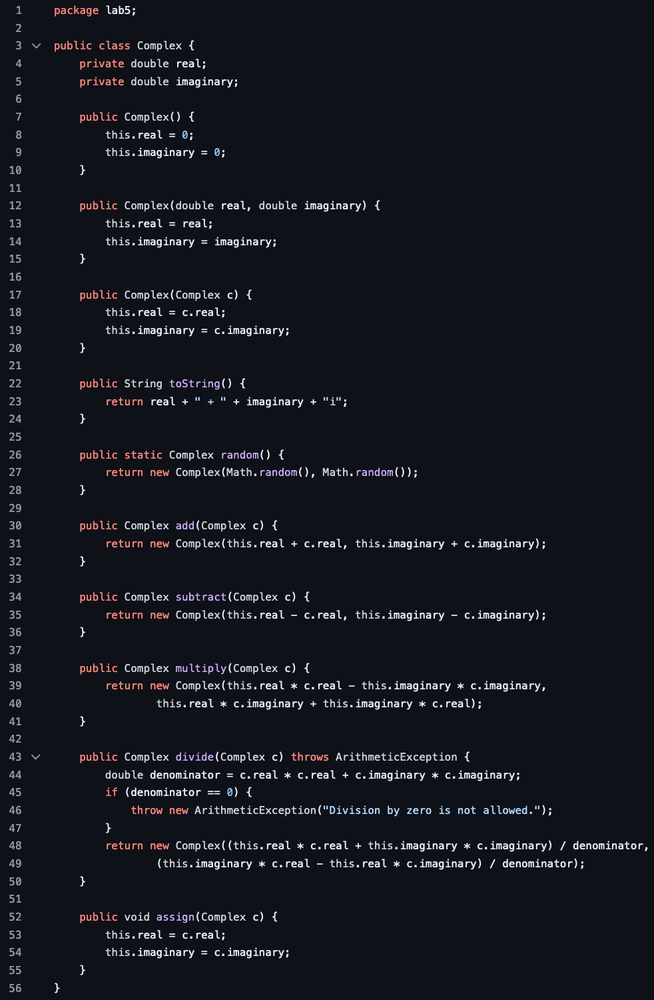 1 package lab5;
2
3 public class Complex {
4 private double real;
5 private double imaginary;
6
7 public Complex() {
8 this.real = 0;
9 this.imaginary = 0;
10 }
11
12 public Complex(double real, double imaginary) {
13 this.real = real;
14 this.imaginary = imaginary;
15 }
16
17 public Complex(Complex c) {
18 this.real = c.real;
19 this.imaginary = c.imaginary;
20 }
21
22 public String toString() {
23 return real + " + " + imaginary + "i";
24 }
25
26 public static Complex random() {
27 return new Complex(Math.random(), Math.random());
28 }
29
30 public Complex add(Complex c) {
31 return new Complex(this.real + c.real, this.imaginary + c.imaginary);
32 }
33
34 public Complex subtract(Complex c) {
35 return new Complex(this.real - c.real, this.imaginary - c.imaginary);
36 }
37
38 public Complex multiply(Complex c) {
39 return new Complex(this.real * c.real - this.imaginary * c.imaginary,
40 this.real * c.imaginary + this.imaginary * c.real);
41 }
42
43 public Complex divide(Complex c) throws ArithmeticException {
44 double denominator = c.real * c.real + c.imaginary * c.imaginary;
45 if (denominator == 0) {
46 throw new ArithmeticException("Division by zero is not allowed.");
47 }
48 return new Complex((this.real * c.real + this.imaginary * c.imaginary) / denominator,
49 (this.imaginary * c.real - this.real * c.imaginary) / denominator);
50 }
51
52 public void assign(Complex c) {
53 this.real = c.real;
54 this.imaginary = c.imaginary;
55 }
56 }